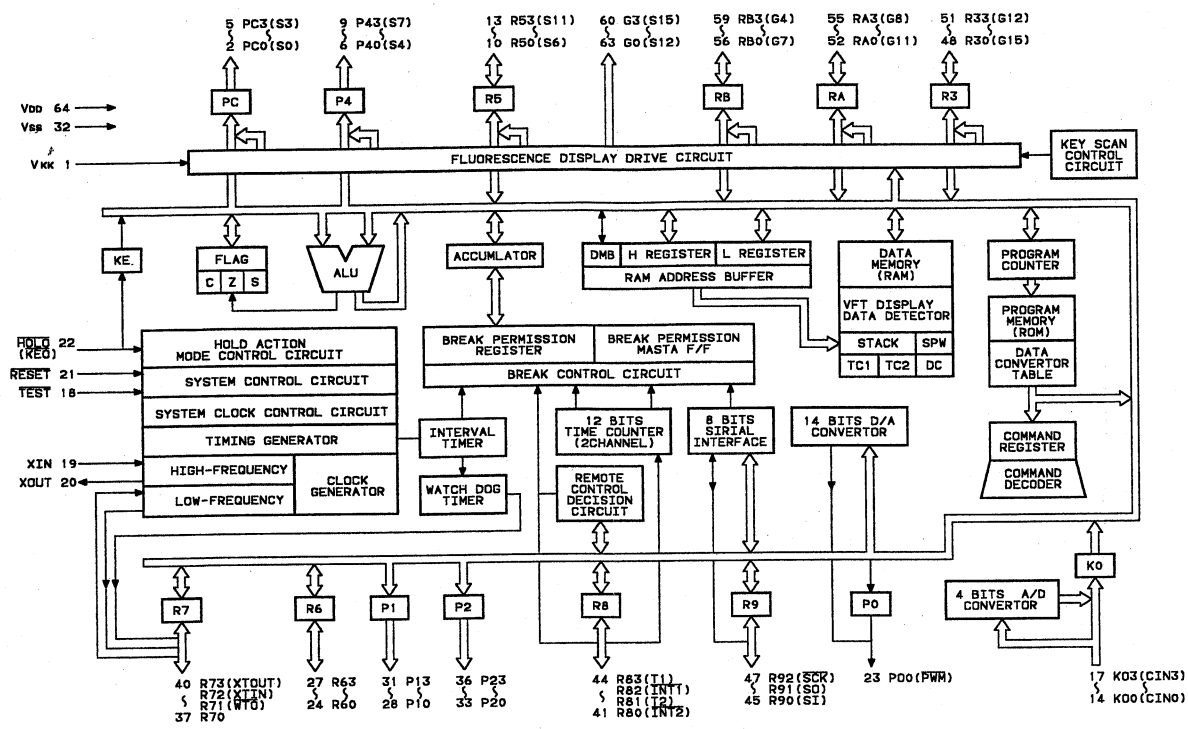 5 PC3(S3)
2 PC0(S0)
9 P43(S7)
6 P40(S4)
13 R53(S11)
10 R50(S6)
60 G3(S15)
63 G0(S12)
59 RB3(G4)
56 RB0(G7)
55 RA3(G8)
52 RA0(G11)
51 R33(G12)
48 R30(G15)
PC
P4
R5
RB
RA
R3
VDD 64
VSS 32
VKK 1
FLUORESCENCE DISPLAY DRIVE CIRCUIT
KEY SCAN
CONTROL
CIRCUIT
KE.
FLAG
C Z S
ALU
ACCUMLATOR
DMB H REGISTER L REGISTER
RAM ADDRESS BUFFER
DATA
MEMORY
(RAM)
VFT DISPLAY
DATA DETECTOR
STACK SPW
TC1 TC2 DC
PROGRAM
COUNTER
PROGRAM
MEMORY
(ROM)
DATA
CONVERTOR
TABLE
HOLD 22
(KE0)
RESET 21
TEST 18
XIN 19
XOUT 20
HOLD ACTION
MODE CONTROL CIRCUIT
SYSTEM CONTROL CIRCUIT
SYSTEM CLOCK CONTROL CIRCUIT
TIMING GENERATOR
HIGH-FREQUENCY
LOW-FREQUENCY
CLOCK
GENERATOR
BREAK PERMISSION
REGISTER
BREAK PERMISSION
MASTA F/F
BREAK CONTROL CIRCUIT
INTERVAL
TIMER
WATCH DOG
TIMER
12 BITS
TIME COUNTER
(2CHANNEL)
REMOTE
CONTROL
DECISION
CIRCUIT
8 BITS
SIRIAL
INTERFACE
14 BITS D/A
CONVERTOR
COMMAND
REGISTER
COMMAND
DECODER
R7
R6
P1
P2
R8
R9
P0
4 BITS A/D
CONVERTOR
K0
40 R73(XTOUT)
R72(XTIN)
R71(WTO)
37 R70
27 R63
24 R60
31 P13
28 P10
36 P23
33 P20
44 R83(T1)
R82(INT1)
R81(T2)
41 R80(INT2)
47 R92(SCK)
R91(SO)
45 R90(SI)
23 P00(PWM)
17 K03(CIN3)
14 K00(CIN0)